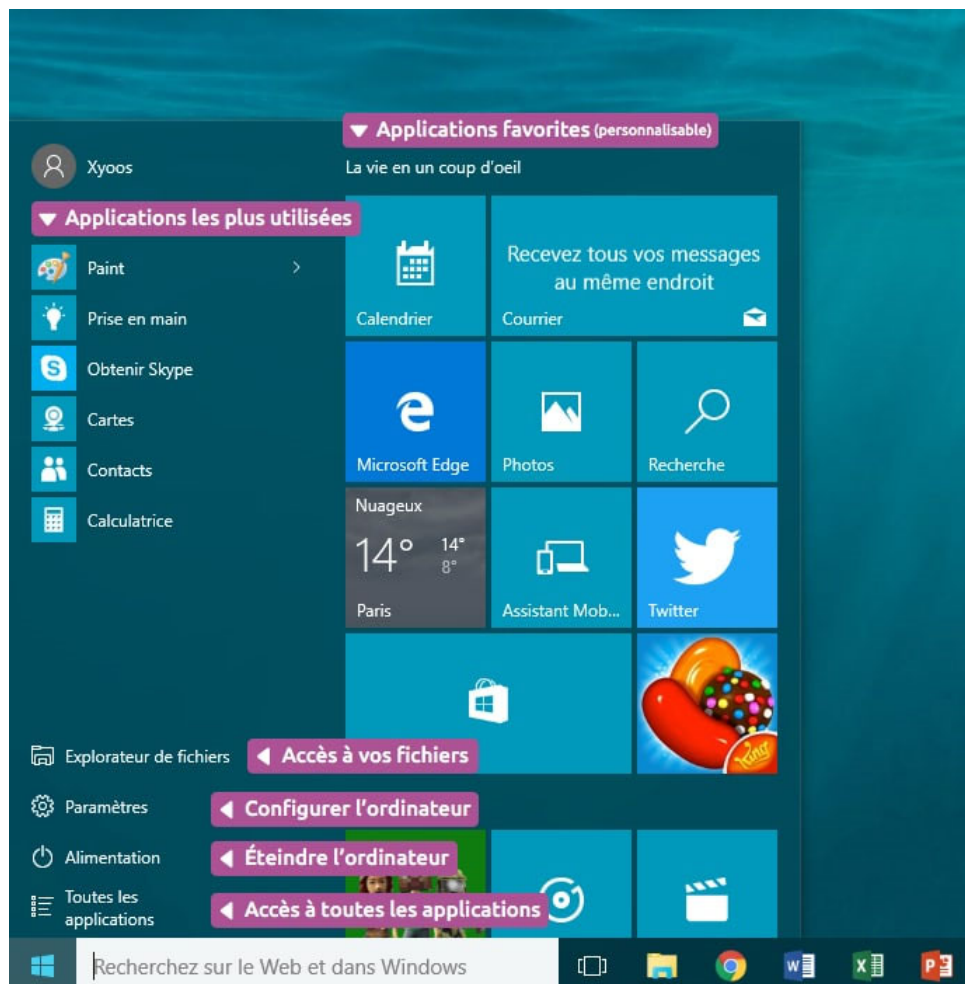 Applications favorites (personnalisable)
Xyoos
La vie en un coup d'oeil
Applications les plus utilisées
Paint
Prise en main
Obtenir Skype
Cartes
Contacts
Calculatrice
Recevez tous vos messages
au même endroit
Calendrier
Courrier
Microsoft Edge
Photos
Recherche
Nuageux
14°
14°
8°
Paris
Assistant Mob...
Twitter
King
Explorateur de fichiers
Accès à vos fichiers
Paramètres
Configurer l'ordinateur
Alimentation
Éteindre l'ordinateur
Toutes les
applications
Accès à toutes les applications
Recherchez sur le Web et dans Windows